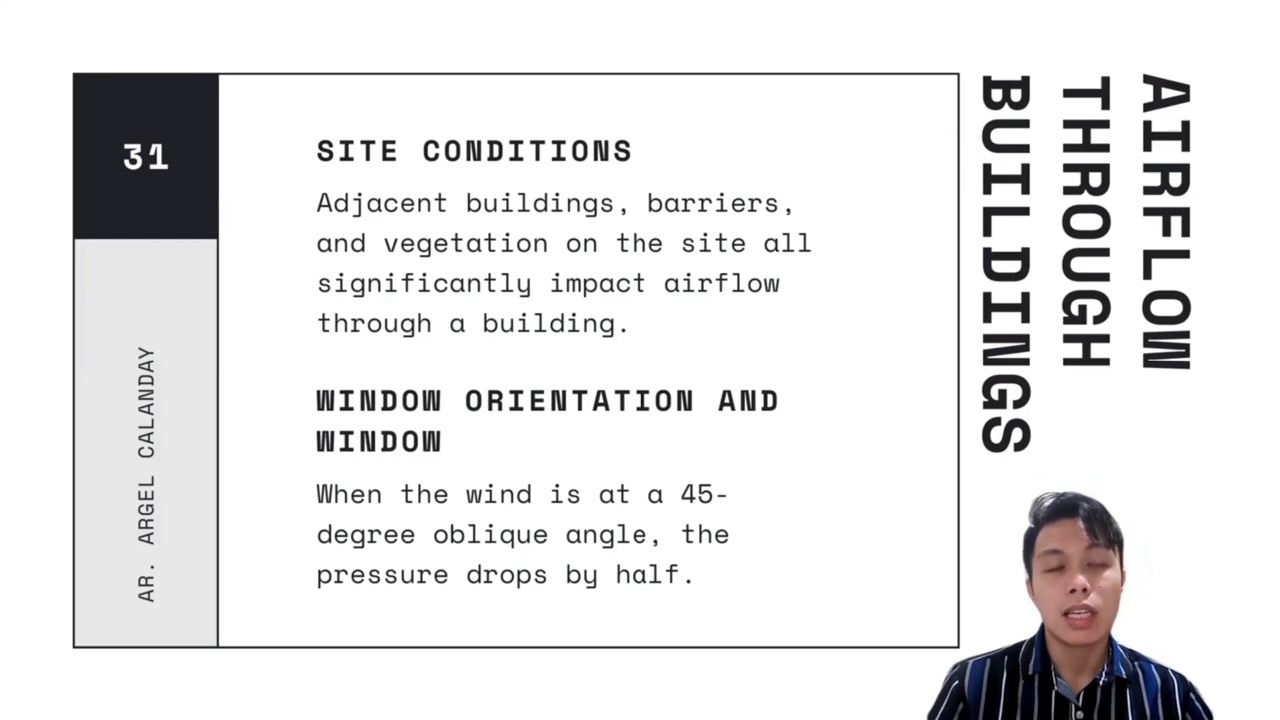 31
AR. ARGEL CALANDAY
SITE CONDITIONS
Adjacent buildings, barriers,
and vegetation on the site all
significantly impact airflow
through a building.
WINDOW ORIENTATION AND
WINDOW
When the wind is at a 45-
degree oblique angle, the
pressure drops by half.
AIRFLOW
THROUGH
BUILDINGS